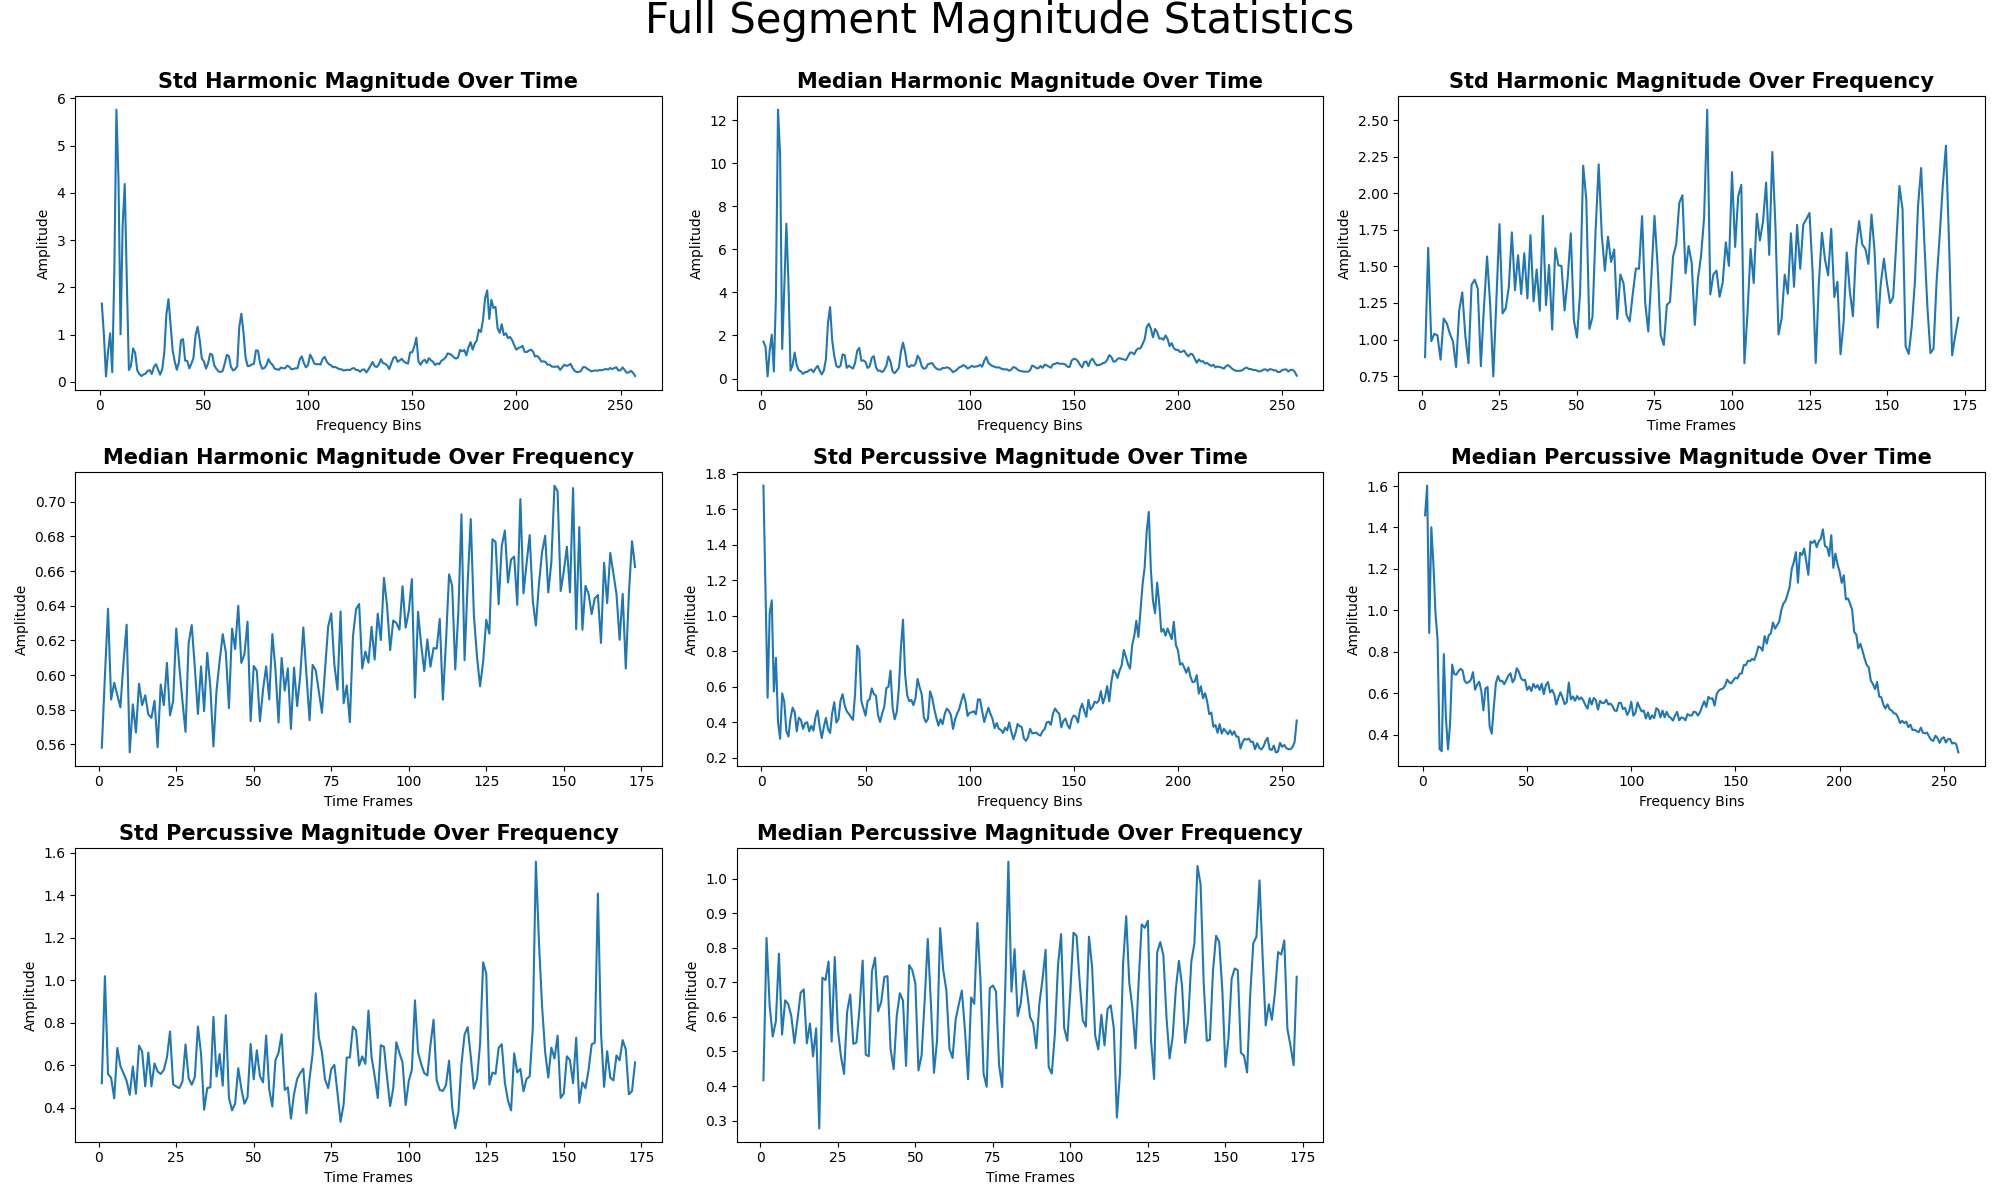 Full Segment Magnitude Statistics
Std Harmonic Magnitude Over Time
Amplitude
6
5
4
3
2
1
0
0 50 100 150 200 250
Frequency Bins
Median Harmonic Magnitude Over Time
Amplitude
12
10
8
6
4
2
0
0 50 100 150 200 250
Frequency Bins
Std Harmonic Magnitude Over Frequency
Amplitude
2.50
2.25
2.00
1.75
1.50
1.25
1.00
0.75
0 25 50 75 100 125 150 175
Time Frames
Median Harmonic Magnitude Over Frequency
Amplitude
0.70
0.68
0.66
0.64
0.62
0.60
0.58
0.56
0 25 50 75 100 125 150 175
Time Frames
Std Percussive Magnitude Over Time
Amplitude
1.8
1.6
1.4
1.2
1.0
0.8
0.6
0.4
0.2
0 50 100 150 200 250
Frequency Bins
Median Percussive Magnitude Over Time
Amplitude
1.6
1.4
1.2
1.0
0.8
0.6
0.4
0 50 100 150 200 250
Frequency Bins
Std Percussive Magnitude Over Frequency
Amplitude
1.6
1.4
1.2
1.0
0.8
0.6
0.4
0 25 50 75 100 125 150 175
Time Frames
Median Percussive Magnitude Over Frequency
Amplitude
1.0
0.9
0.8
0.7
0.6
0.5
0.4
0.3
0 25 50 75 100 125 150 175
Time Frames